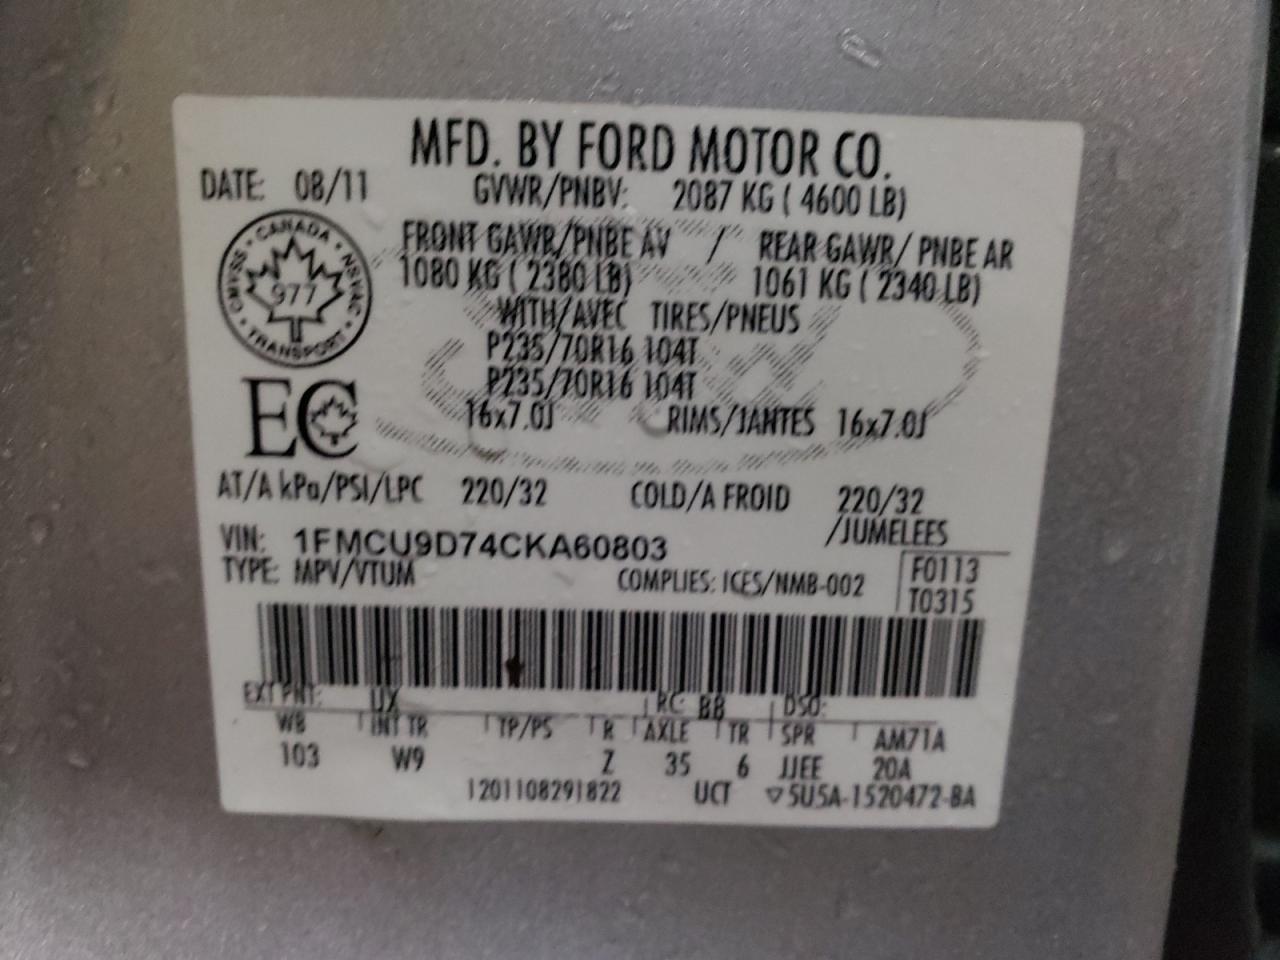 MFD. BY FORD MOTOR CO.
DATE: 08/11 GVWR/PNBV: 2087 KG ( 4600 LB)
FRONT GAWR/PNBE AV / REAR GAWR/ PNBE AR
1080 KG ( 2380 LB) 1061 KG ( 2340 LB)
WITH/AVEC TIRES/PNEUS
P235/70R16 104T
P235/70R16 104T
16x7.0J RIMS/JANTES 16x7.0J
CANADA · NSVAC · TRANSPORT · CMVSS ·
977
EC
AT/A kPa/PSI/LPC 220/32 COLD/A FROID 220/32
/JUMELEES
VIN: 1FMCU9D74CKA60803
TYPE: MPV/VTUM COMPLIES: ICES/NMB-002
F0113
T0315
EXT PNT: UX RC: BB DSO:
WB INT TR TP/PS R AXLE TR SPR AM71A
103 W9 Z 35 6 JJEE 20A
1201108291822 UCT ▽5U5A-1520472-BA